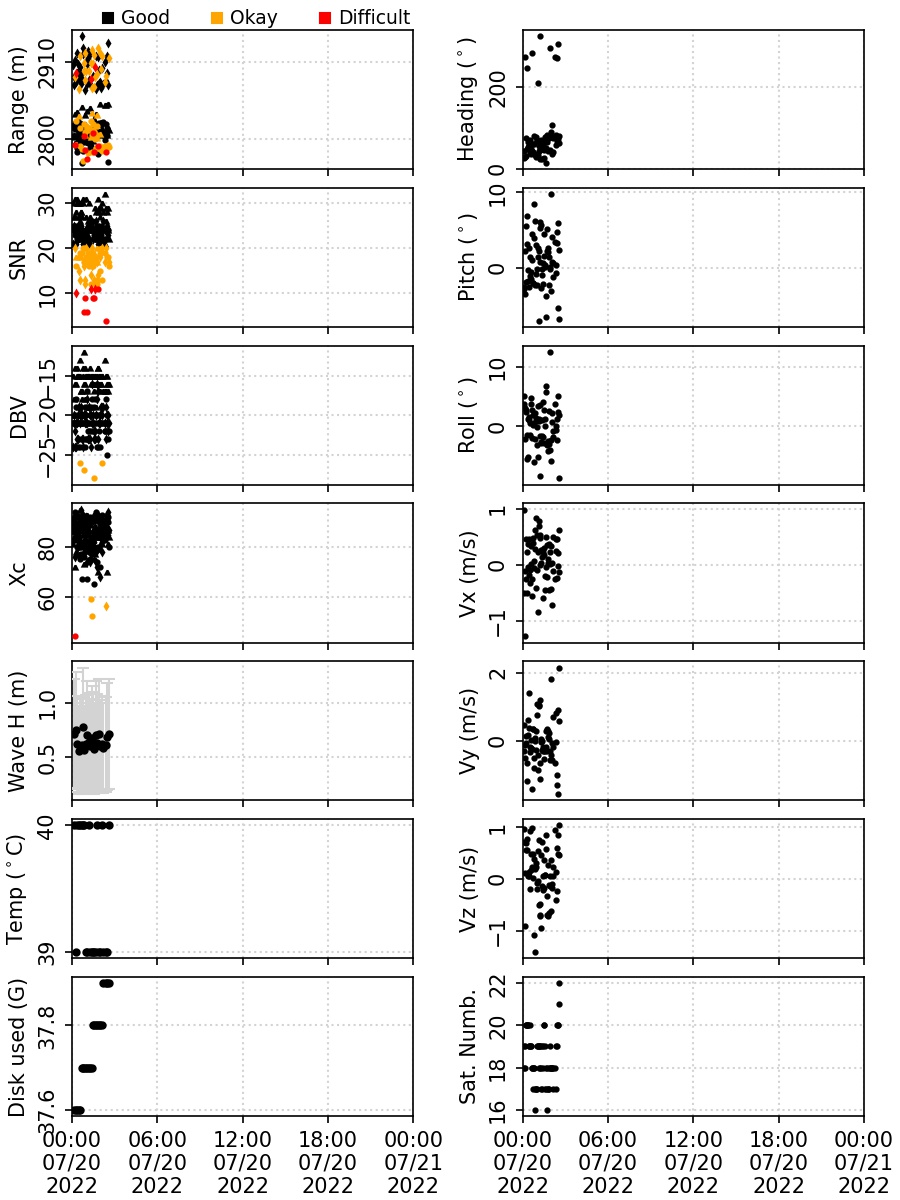 Good Okay Difficult
Range (m)
2910
2800
Heading (°)
200
0
SNR
30
20
10
Pitch (°)
10
0
DBV
−15
−20
−25
Roll (°)
10
0
Xc
80
60
Vx (m/s)
1
0
−1
Wave H (m)
1.0
0.5
Vy (m/s)
2
0
Temp (°C)
40
39
Vz (m/s)
1
0
−1
Disk used (G)
37.8
37.6
Sat. Numb.
22
20
18
16
00:00 06:00 12:00 18:00 00:00 00:00 06:00 12:00 18:00 00:00
07/20 07/20 07/20 07/20 07/21 07/20 07/20 07/20 07/20 07/21
2022 2022 2022 2022 2022 2022 2022 2022 2022 2022